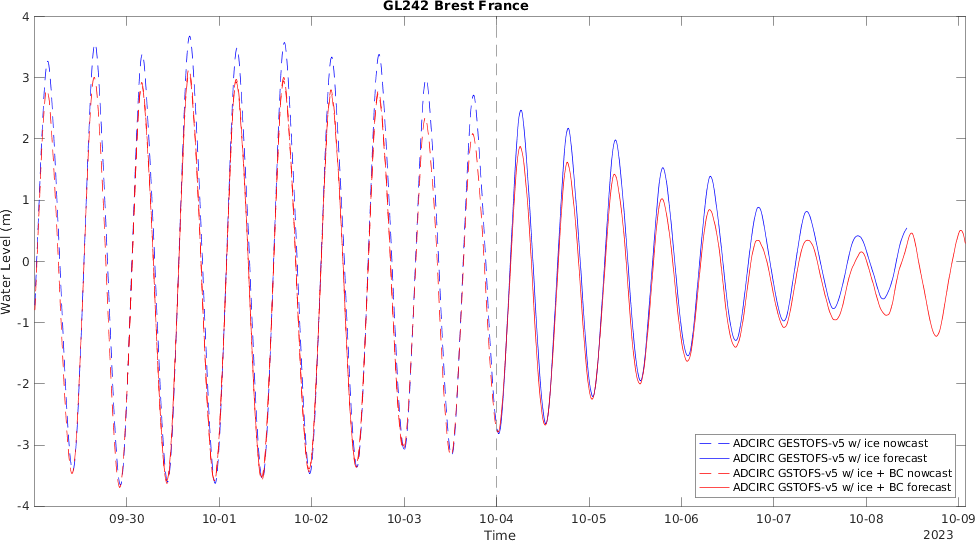 GL242 Brest France
4
3
2
1
0
-1
-2
-3
-4
Water Level (m)
ADCIRC GESTOFS-v5 w/ ice nowcast
ADCIRC GESTOFS-v5 w/ ice forecast
ADCIRC GSTOFS-v5 w/ ice + BC nowcast
ADCIRC GSTOFS-v5 w/ ice + BC forecast
09-30 10-01 10-02 10-03 10-04 10-05 10-06 10-07 10-08 10-09
Time
2023